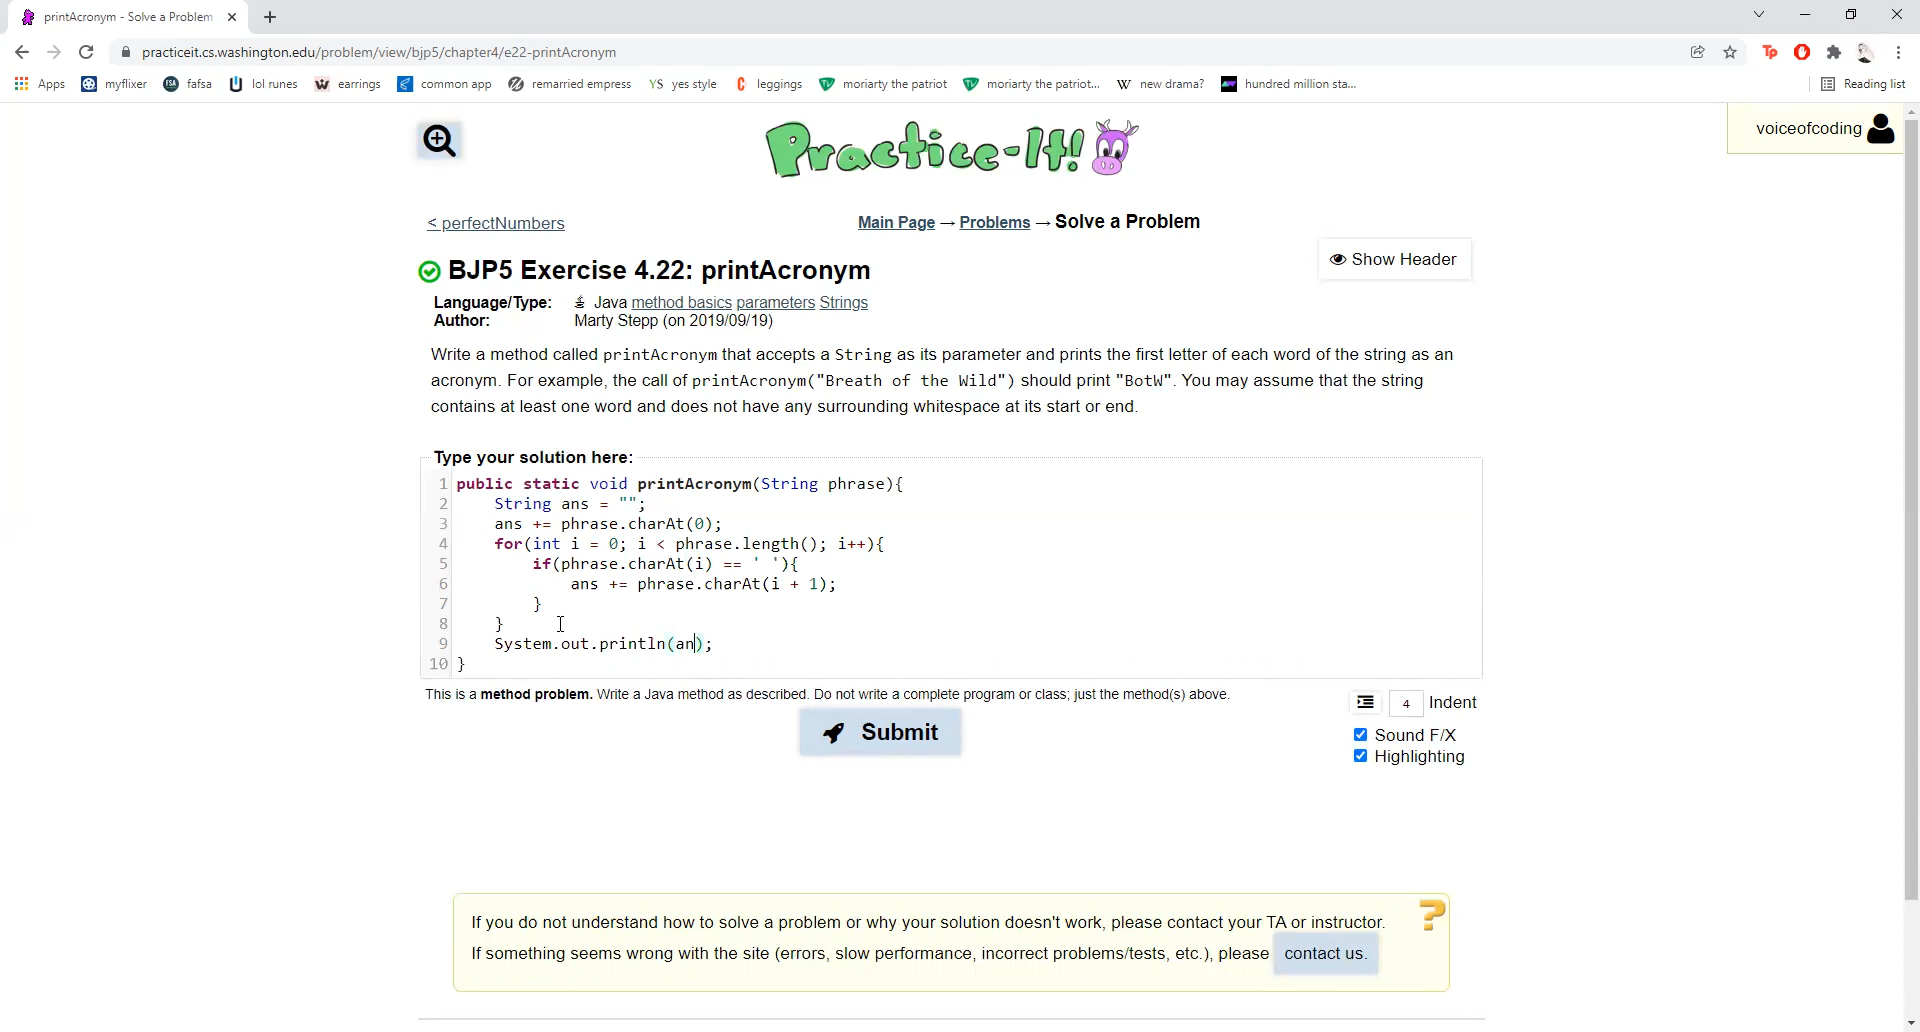 printAcronym - Solve a Problem
practiceit.cs.washington.edu/problem/view/bjp5/chapter4/e22-printAcronym
Tp
Apps myflixer FSA fafsa lol runes earrings common app remarried empress YS yes style leggings moriarty the patriot moriarty the patriot... W new drama? hundred million sta... Reading list
Practice-It!
voiceofcoding
< perfectNumbers
Main Page → Problems → Solve a Problem
Show Header
BJP5 Exercise 4.22: printAcronym
Language/Type: Java method basics parameters Strings
Author: Marty Stepp (on 2019/09/19)
Write a method called printAcronym that accepts a String as its parameter and prints the first letter of each word of the string as an
acronym. For example, the call of printAcronym("Breath of the Wild") should print "BotW". You may assume that the string
contains at least one word and does not have any surrounding whitespace at its start or end.
Type your solution here:
1 public static void printAcronym(String phrase){
2 String ans = "";
3 ans += phrase.charAt(0);
4 for(int i = 0; i < phrase.length(); i++){
5 if(phrase.charAt(i) == ' '){
6 ans += phrase.charAt(i + 1);
7 }
8 }
9 System.out.println(an);
10 }
This is a method problem. Write a Java method as described. Do not write a complete program or class; just the method(s) above.
4 Indent
Submit
Sound F/X
Highlighting
If you do not understand how to solve a problem or why your solution doesn't work, please contact your TA or instructor.
If something seems wrong with the site (errors, slow performance, incorrect problems/tests, etc.), please contact us.
?